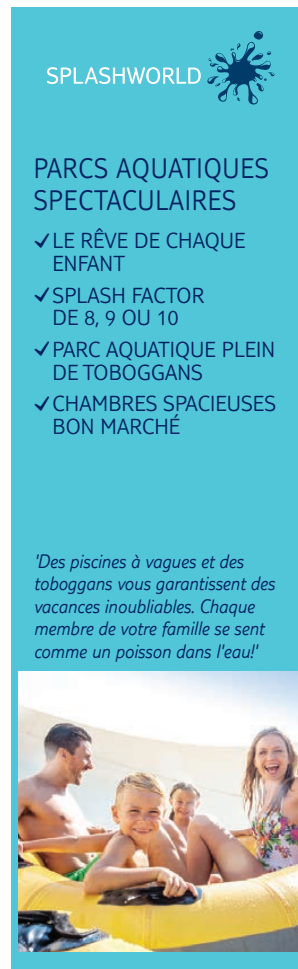 SPLASHWORLD
PARCS AQUATIQUES
SPECTACULAIRES
✓ LE RÊVE DE CHAQUE
ENFANT
✓ SPLASH FACTOR
DE 8, 9 OU 10
✓ PARC AQUATIQUE PLEIN
DE TOBOGGANS
✓ CHAMBRES SPACIEUSES
BON MARCHÉ
'Des piscines à vagues et des
toboggans vous garantissent des
vacances inoubliables. Chaque
membre de votre famille se sent
comme un poisson dans l'eau!'